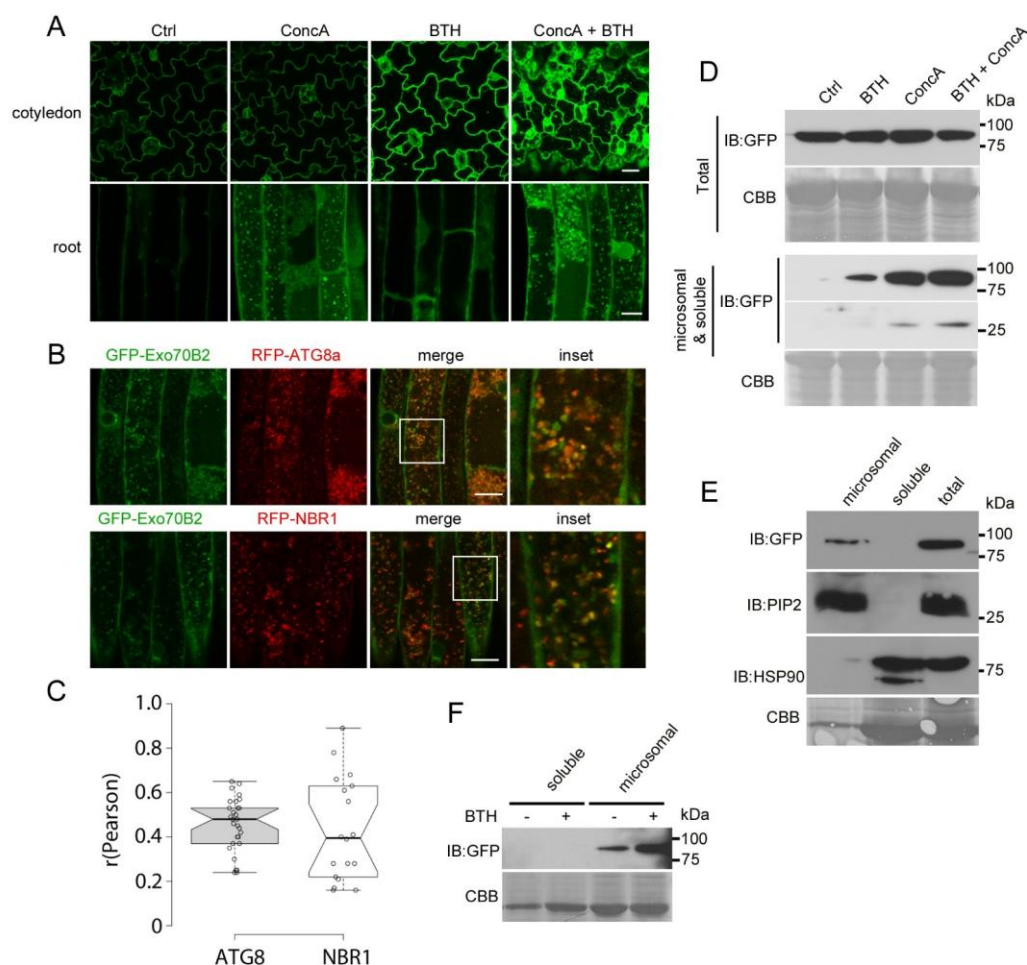 A
Ctrl ConcA BTH ConcA + BTH
cotyledon
root
B
GFP-Exo70B2 RFP-ATG8a merge inset
GFP-Exo70B2 RFP-NBR1 merge inset
C
r(Pearson)
1.0
0.8
0.6
0.4
0.2
0
ATG8 NBR1
D
Ctrl BTH ConcA BTH + ConcA kDa
Total
IB:GFP
100
75
CBB
microsomal
& soluble
IB:GFP
100
75
25
CBB
E
microsomal soluble total kDa
IB:GFP
100
75
IB:PIP2
25
IB:HSP90
75
CBB
F
soluble microsomal
BTH - + - + kDa
IB:GFP
100
75
CBB